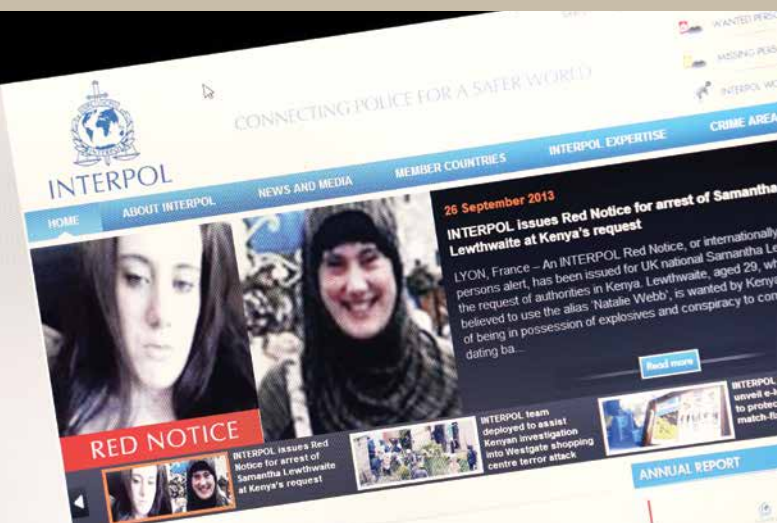 WANTED PERS
MISSING PERS
INTERPOL WO
CONNECTING POLICE FOR A SAFER WORLD
INTERPOL
HOME
ABOUT INTERPOL
NEWS AND MEDIA
MEMBER COUNTRIES
INTERPOL EXPERTISE
CRIME AREA
26 September 2013
INTERPOL issues Red Notice for arrest of Samantha
Lewthwaite at Kenya's request
LYON, France – An INTERPOL Red Notice, or internationally
persons alert, has been issued for UK national Samantha Le
the request of authorities in Kenya. Lewthwaite, aged 29, wh
believed to use the alias 'Natalie Webb', is wanted by Keny
of being in possession of explosives and conspiracy to com
dating ba...
Read more
RED NOTICE
INTERPOL issues Red
Notice for arrest of
Samantha Lewthwaite
at Kenya's request
INTERPOL team
deployed to assist
Kenyan investigation
into Westgate shopping
centre terror attack
INTERPOL
unveil e-l
to protec
match-fi
ANNUAL REPORT